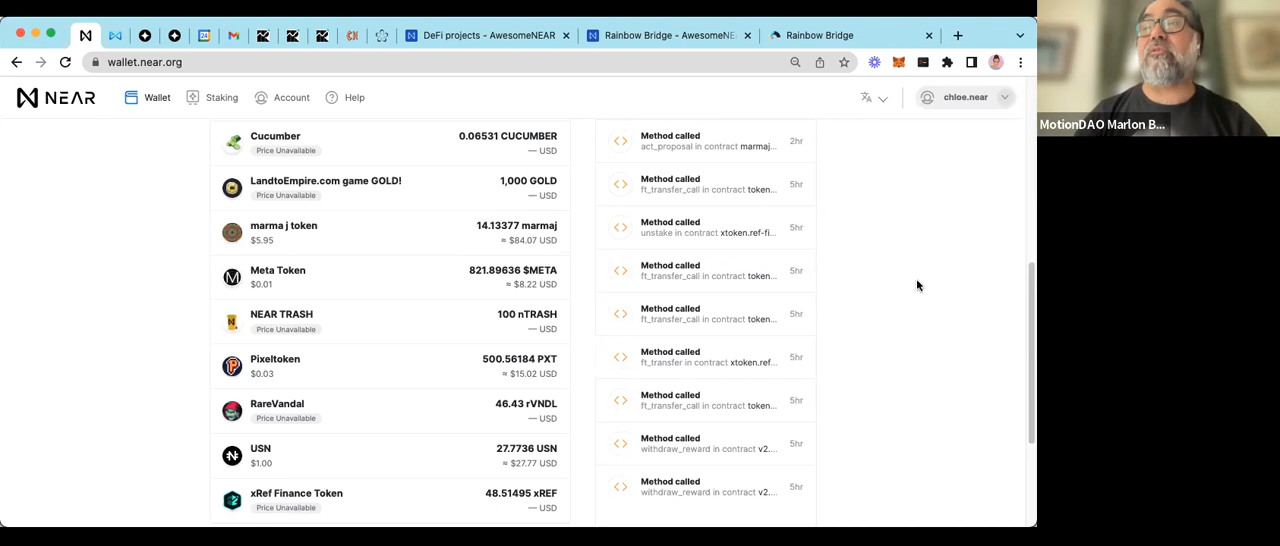 DeFi projects - AwesomeNEAR
Rainbow Bridge - AwesomeNE
Rainbow Bridge
wallet.near.org
NEAR
Wallet
Staking
Account
Help
chloe.near
MotionDAO Marlon B...
Cucumber
0.06531 CUCUMBER
Price Unavailable
— USD
LandtoEmpire.com game GOLD!
1,000 GOLD
Price Unavailable
— USD
marma j token
14.13377 marmaj
$5.95
≈ $84.07 USD
Meta Token
821.89636 $META
$0.01
≈ $8.22 USD
NEAR TRASH
100 nTRASH
Price Unavailable
— USD
Pixeltoken
500.56184 PXT
$0.03
≈ $15.02 USD
RareVandal
46.43 rVNDL
Price Unavailable
— USD
USN
27.7736 USN
$1.00
≈ $27.77 USD
xRef Finance Token
48.51495 xREF
Price Unavailable
— USD
Method called
act_proposal in contract marmaj...
2hr
Method called
ft_transfer_call in contract token...
5hr
Method called
unstake in contract xtoken.ref-fi...
5hr
Method called
ft_transfer_call in contract token...
5hr
Method called
ft_transfer_call in contract token...
5hr
Method called
ft_transfer in contract xtoken.ref...
5hr
Method called
ft_transfer_call in contract token...
5hr
Method called
withdraw_reward in contract v2....
5hr
Method called
withdraw_reward in contract v2....
5hr